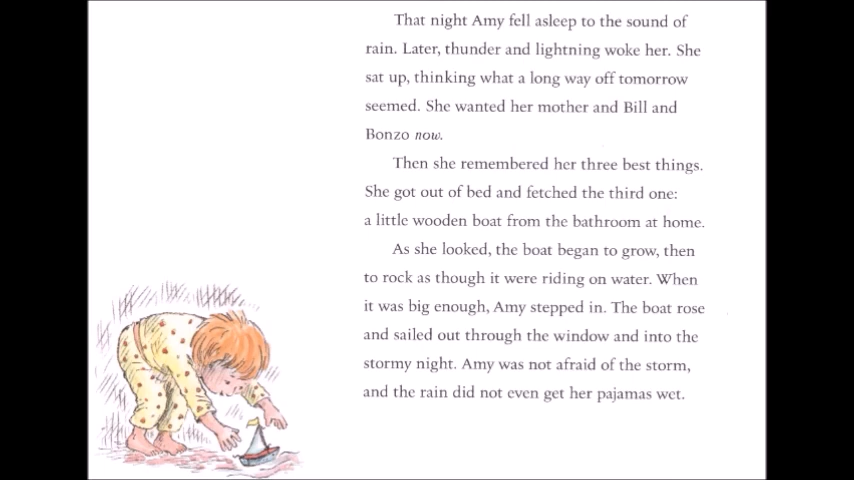 That night Amy fell asleep to the sound of
rain. Later, thunder and lightning woke her. She
sat up, thinking what a long way off tomorrow
seemed. She wanted her mother and Bill and
Bonzo now.
Then she remembered her three best things.
She got out of bed and fetched the third one:
a little wooden boat from the bathroom at home.
As she looked, the boat began to grow, then
to rock as though it were riding on water. When
it was big enough, Amy stepped in. The boat rose
and sailed out through the window and into the
stormy night. Amy was not afraid of the storm,
and the rain did not even get her pajamas wet.